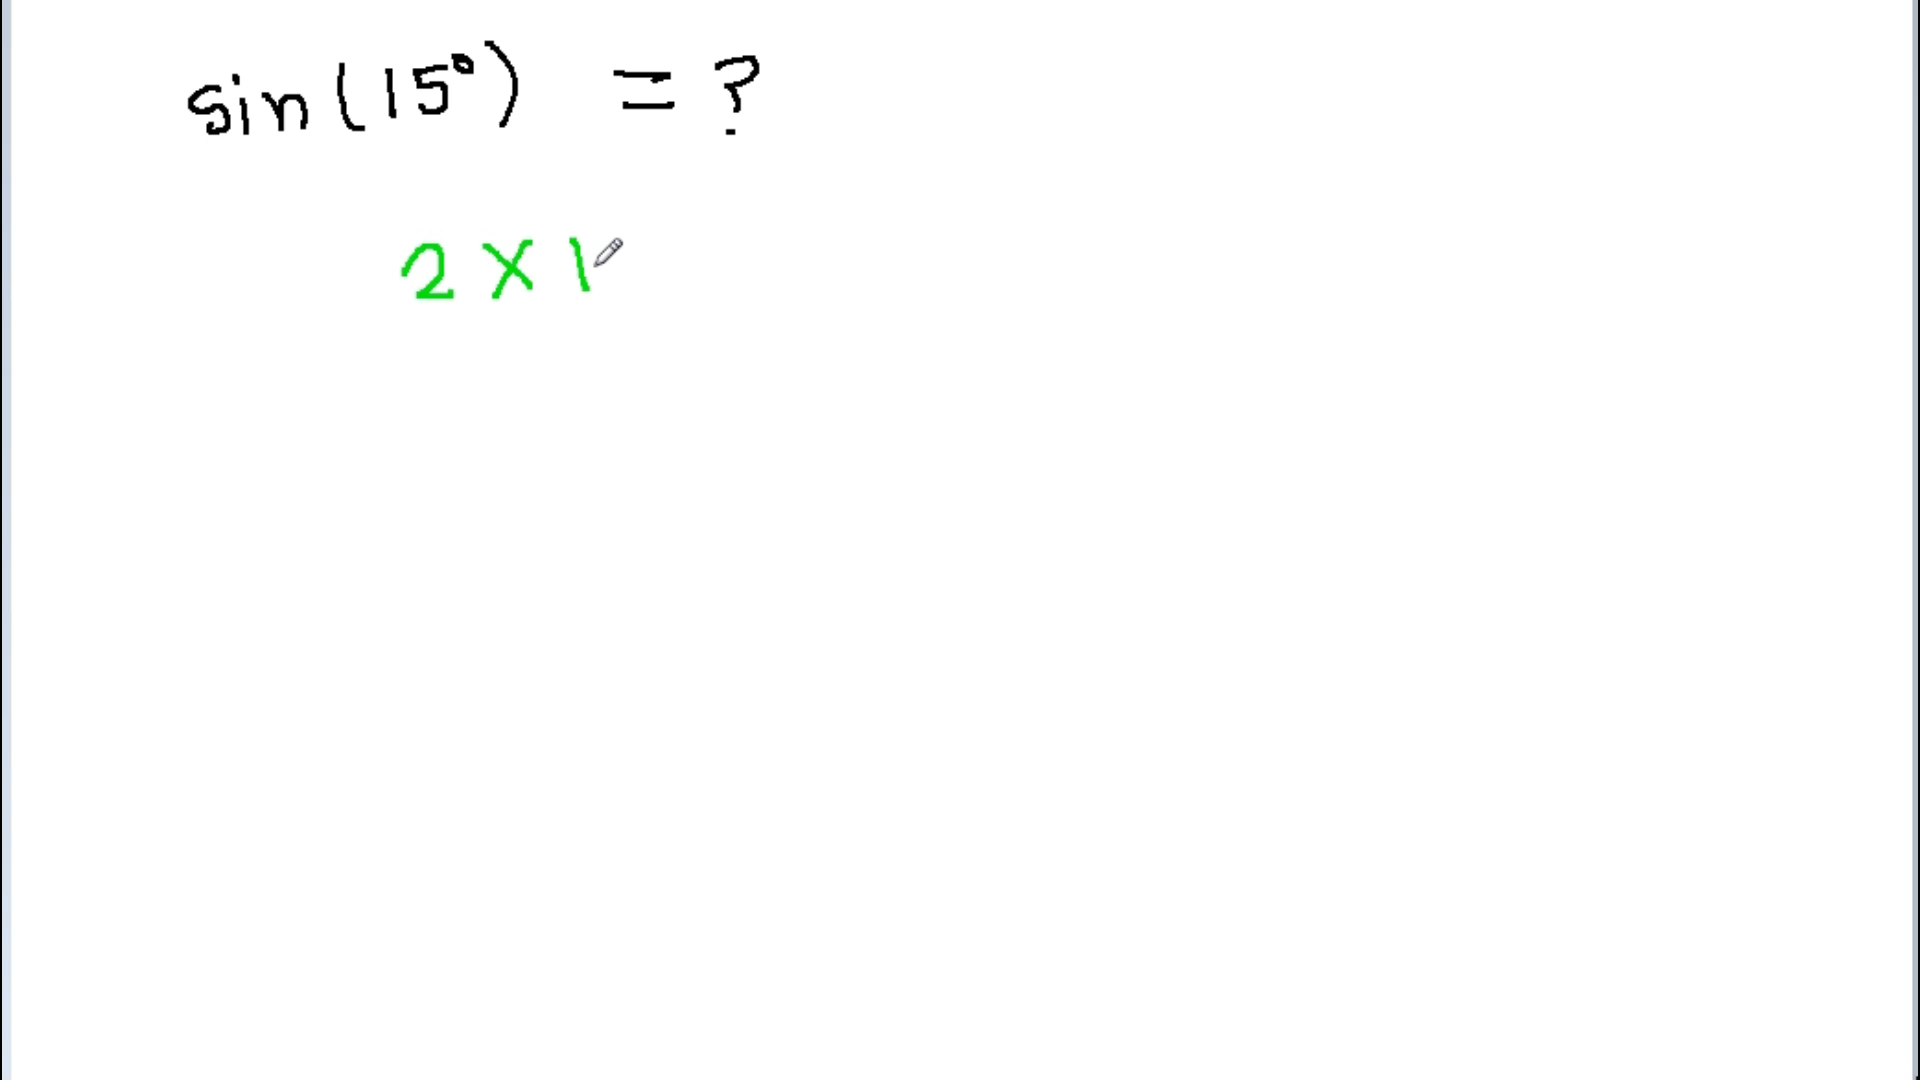 sin(15°) = ?
2 × 1